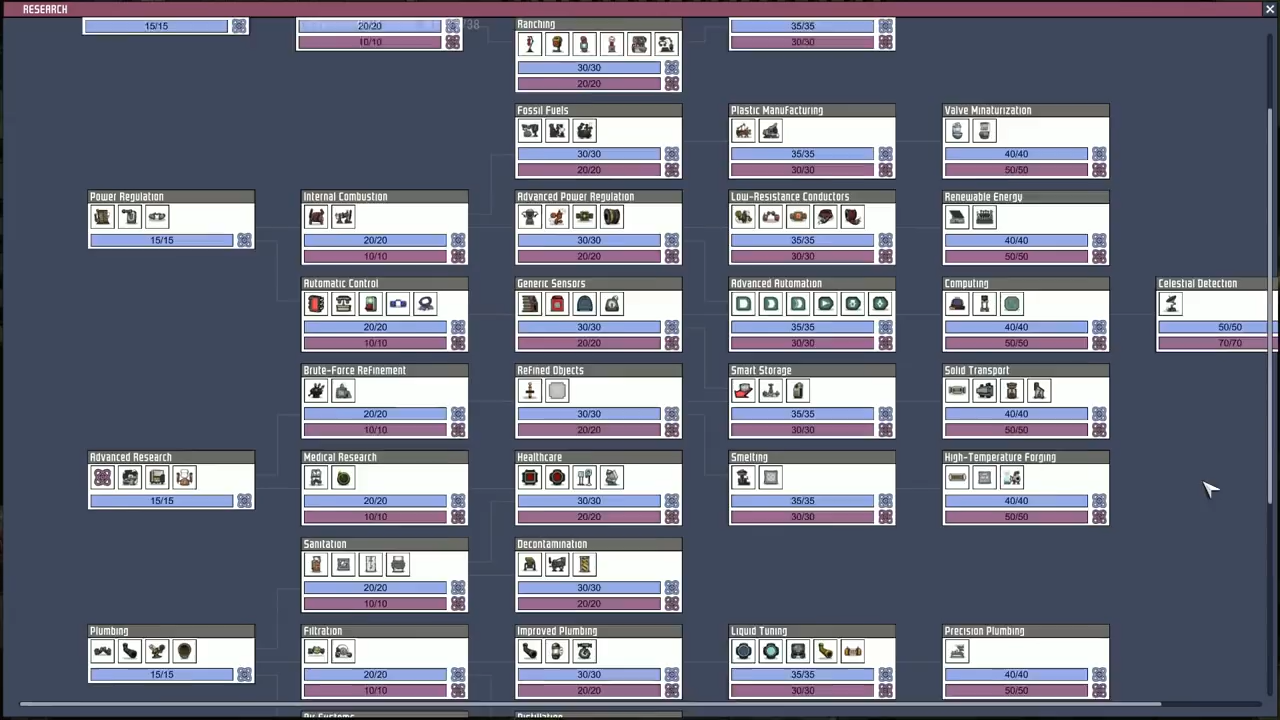 RESEARCH
15/15
20/20
/38
10/10
Ranching
30/30
20/20
35/35
30/30
Fossil Fuels
30/30
20/20
Plastic Manufacturing
35/35
30/30
Valve Minaturization
40/40
50/50
Power Regulation
15/15
Internal Combustion
20/20
10/10
Advanced Power Regulation
30/30
20/20
Low-Resistance Conductors
35/35
30/30
Renewable Energy
40/40
50/50
Automatic Control
20/20
10/10
Generic Sensors
30/30
20/20
Advanced Automation
35/35
30/30
Computing
40/40
50/50
Celestial Detection
50/50
70/70
Brute-Force Refinement
20/20
10/10
Refined Objects
30/30
20/20
Smart Storage
35/35
30/30
Solid Transport
40/40
50/50
Advanced Research
15/15
Medical Research
20/20
10/10
Healthcare
30/30
20/20
Smelting
35/35
30/30
High-Temperature Forging
40/40
50/50
Sanitation
20/20
10/10
Decontamination
30/30
20/20
Plumbing
15/15
Filtration
20/20
10/10
Improved Plumbing
30/30
20/20
Liquid Tuning
35/35
30/30
Precision Plumbing
40/40
50/50